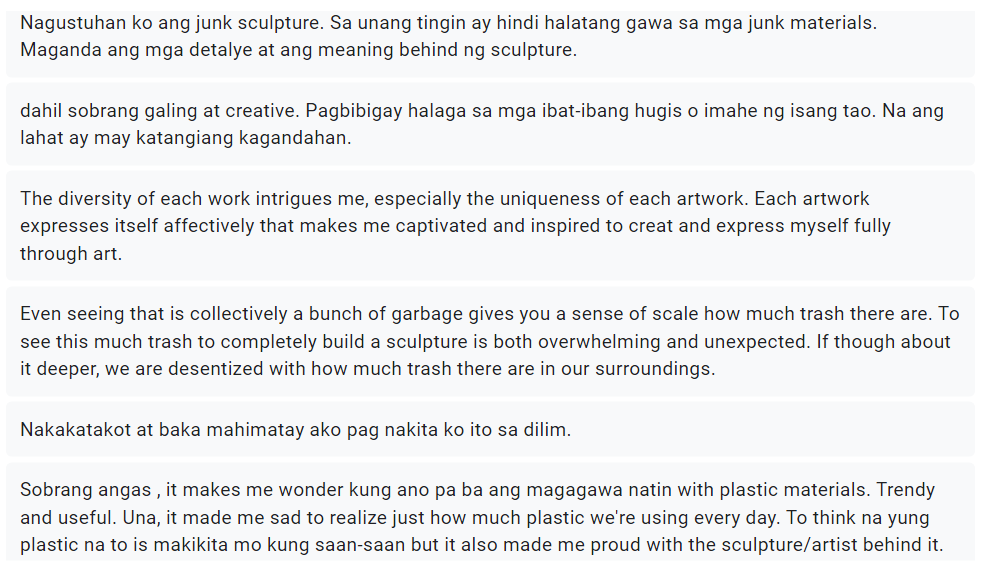 Nagustuhan ko ang junk sculpture. Sa unang tingin ay hindi halatang gawa sa mga junk materials.
Maganda ang mga detalye at ang meaning behind ng sculpture.
dahil sobrang galing at creative. Pagbibigay halaga sa mga ibat-ibang hugis o imahe ng isang tao. Na ang
lahat ay may katangiang kagandahan.
The diversity of each work intrigues me, especially the uniqueness of each artwork. Each artwork
expresses itself affectively that makes me captivated and inspired to creat and express myself fully
through art.
Even seeing that is collectively a bunch of garbage gives you a sense of scale how much trash there are. To
see this much trash to completely build a sculpture is both overwhelming and unexpected. If though about
it deeper, we are desentized with how much trash there are in our surroundings.
Nakakatakot at baka mahimatay ako pag nakita ko ito sa dilim.
Sobrang angas , it makes me wonder kung ano pa ba ang magagawa natin with plastic materials. Trendy
and useful. Una, it made me sad to realize just how much plastic we're using every day. To think na yung
plastic na to is makikita mo kung saan-saan but it also made me proud with the sculpture/artist behind it.